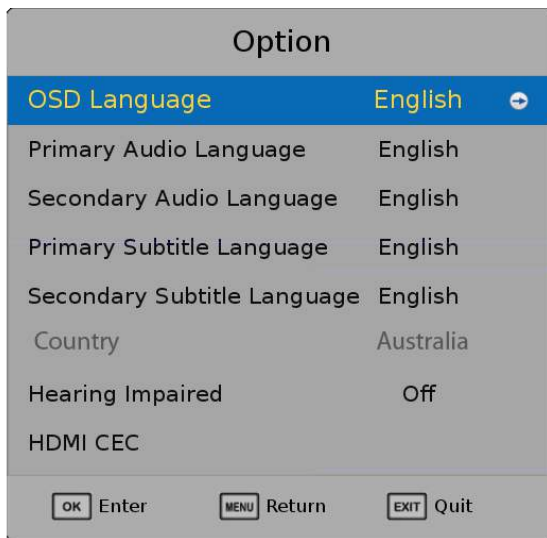 Option
OSD Language English
Primary Audio Language English
Secondary Audio Language English
Primary Subtitle Language English
Secondary Subtitle Language English
Country Australia
Hearing Impaired Off
HDMI CEC
OK Enter MENU Return EXIT Quit